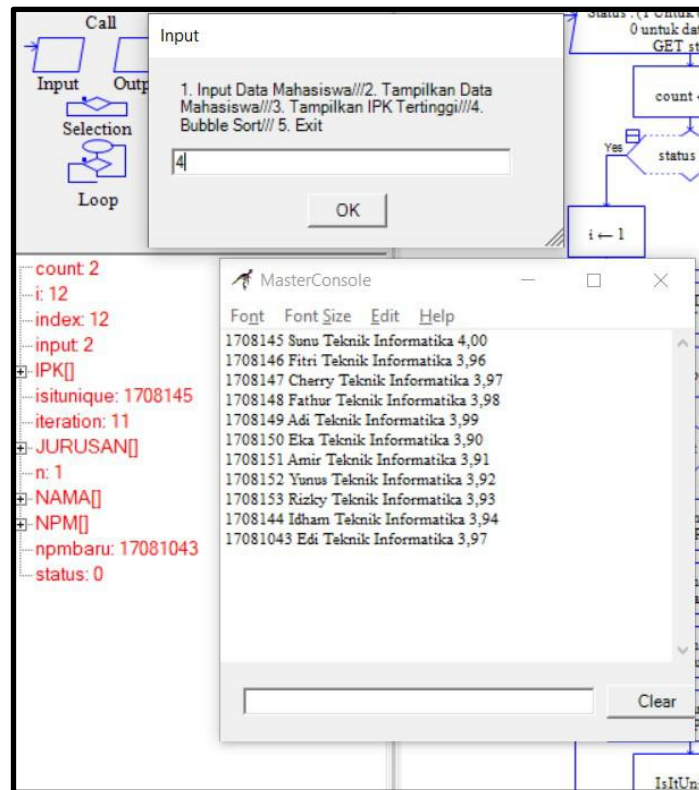 Call
Input
Selection
Loop
Input
1. Input Data Mahasiswa///2. Tampilkan Data
Mahasiswa///3. Tampilkan IPK Tertinggi///4.
Bubble Sort/// 5. Exit
4
OK
0 untuk
GET
count
Yes
status
i ← 1
count: 2
i: 12
index: 12
input: 2
IPK[]
isitunique: 1708145
iteration: 11
JURUSAN[]
n: 1
NAMA[]
NPM[]
npmbaru: 17081043
status: 0
MasterConsole
Font Font Size Edit Help
1708145 Sunu Teknik Informatika 4,00
1708146 Fitri Teknik Informatika 3,96
1708147 Cherry Teknik Informatika 3,97
1708148 Fathur Teknik Informatika 3,98
1708149 Adi Teknik Informatika 3,99
1708150 Eka Teknik Informatika 3,90
1708151 Amir Teknik Informatika 3,91
1708152 Yunus Teknik Informatika 3,92
1708153 Rizky Teknik Informatika 3,93
1708144 Idham Teknik Informatika 3,94
17081043 Edi Teknik Informatika 3,97
Clear